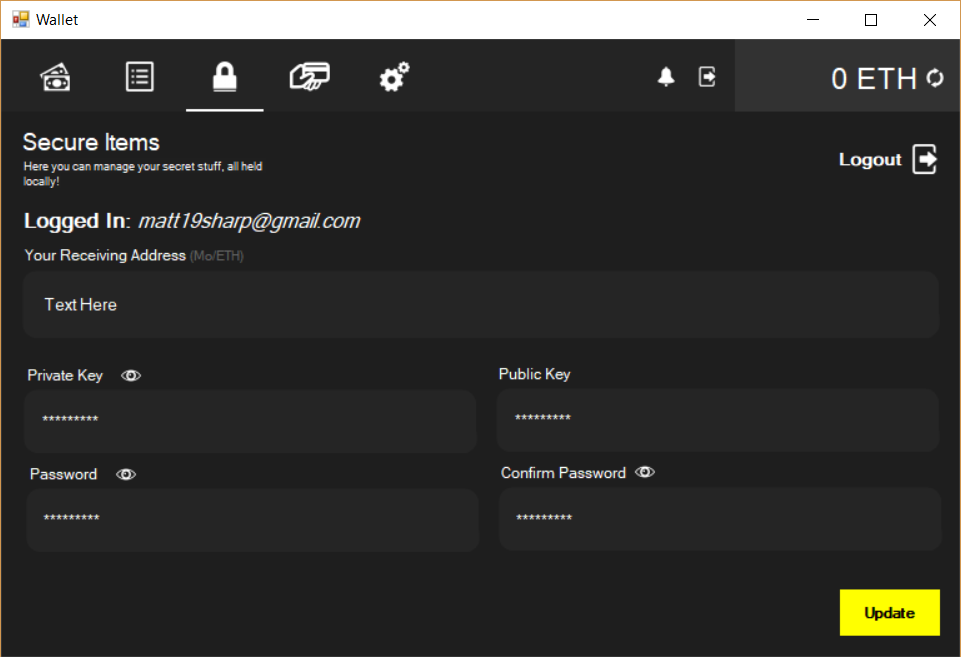 Wallet
0 ETH
Secure Items
Here you can manage your secret stuff, all held
locally!
Logout
Logged In: matt19sharp@gmail.com
Your Receiving Address (Mo/ETH)
Text Here
Private Key
Public Key
*********
*********
Password
Confirm Password
*********
*********
Update